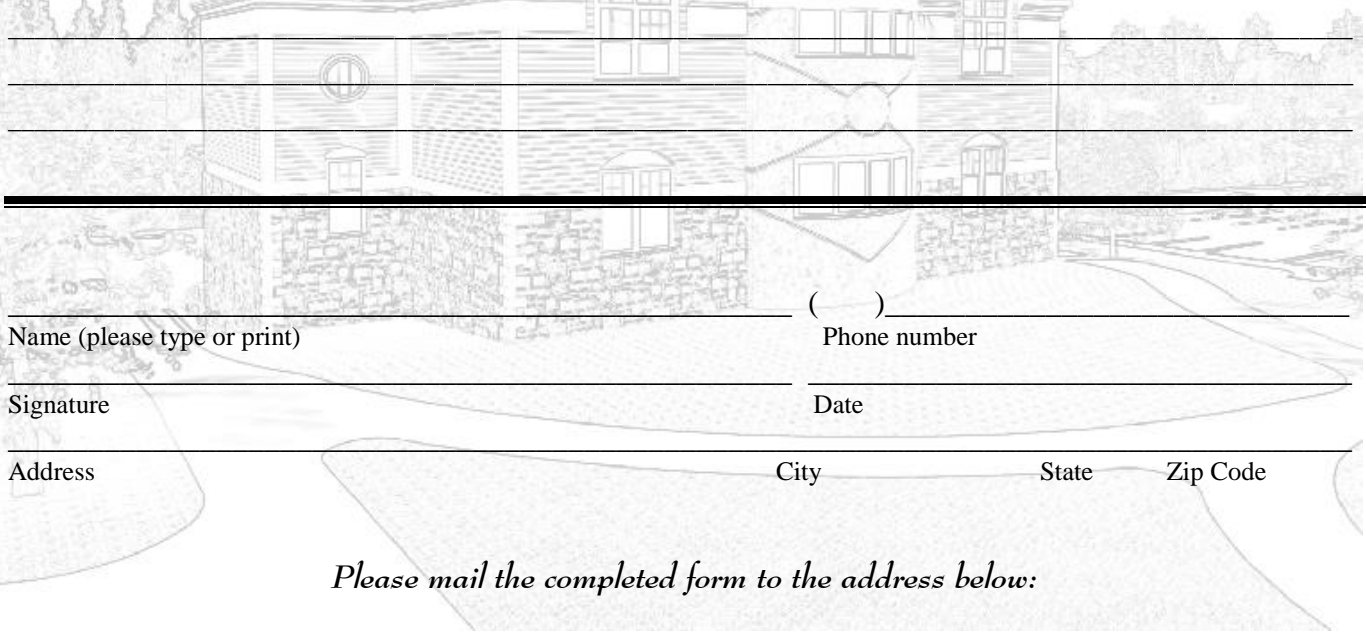 (      )
Name (please type or print) Phone number
Signature Date
Address City State Zip Code
Please mail the completed form to the address below: